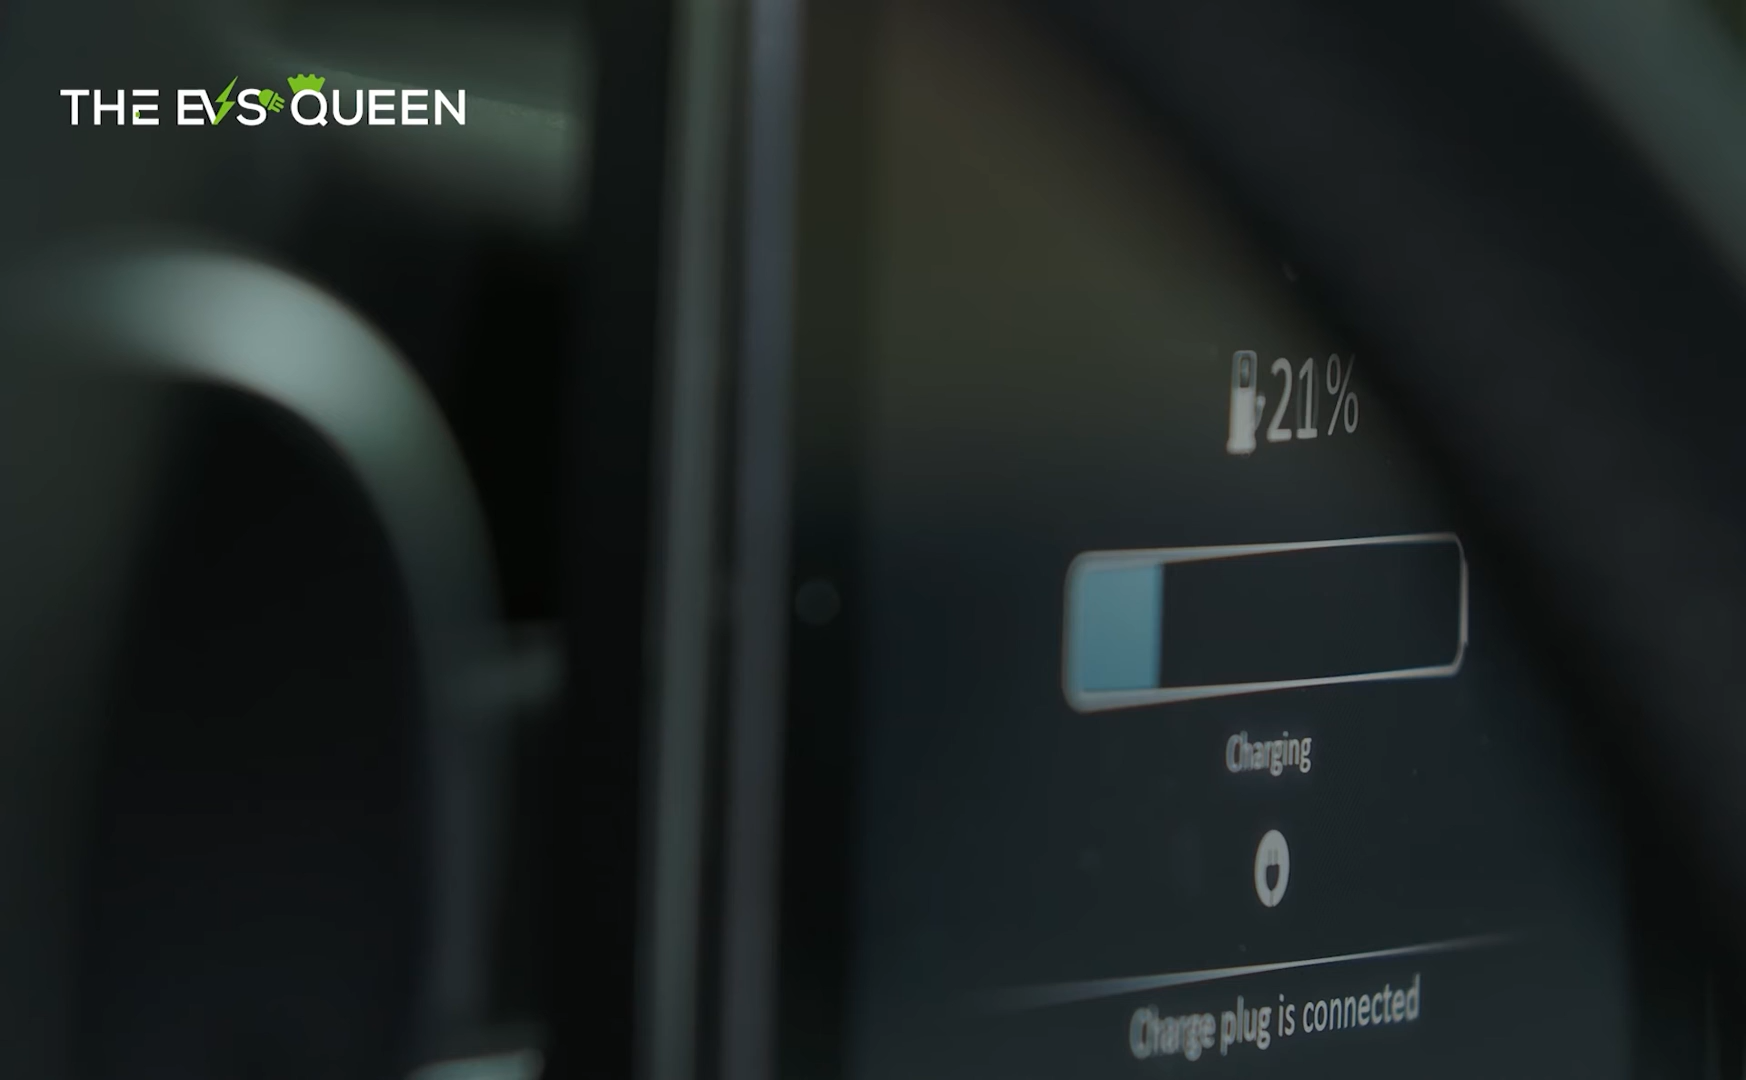 THE EVS QUEEN
21%
Charging
Charge plug is connected